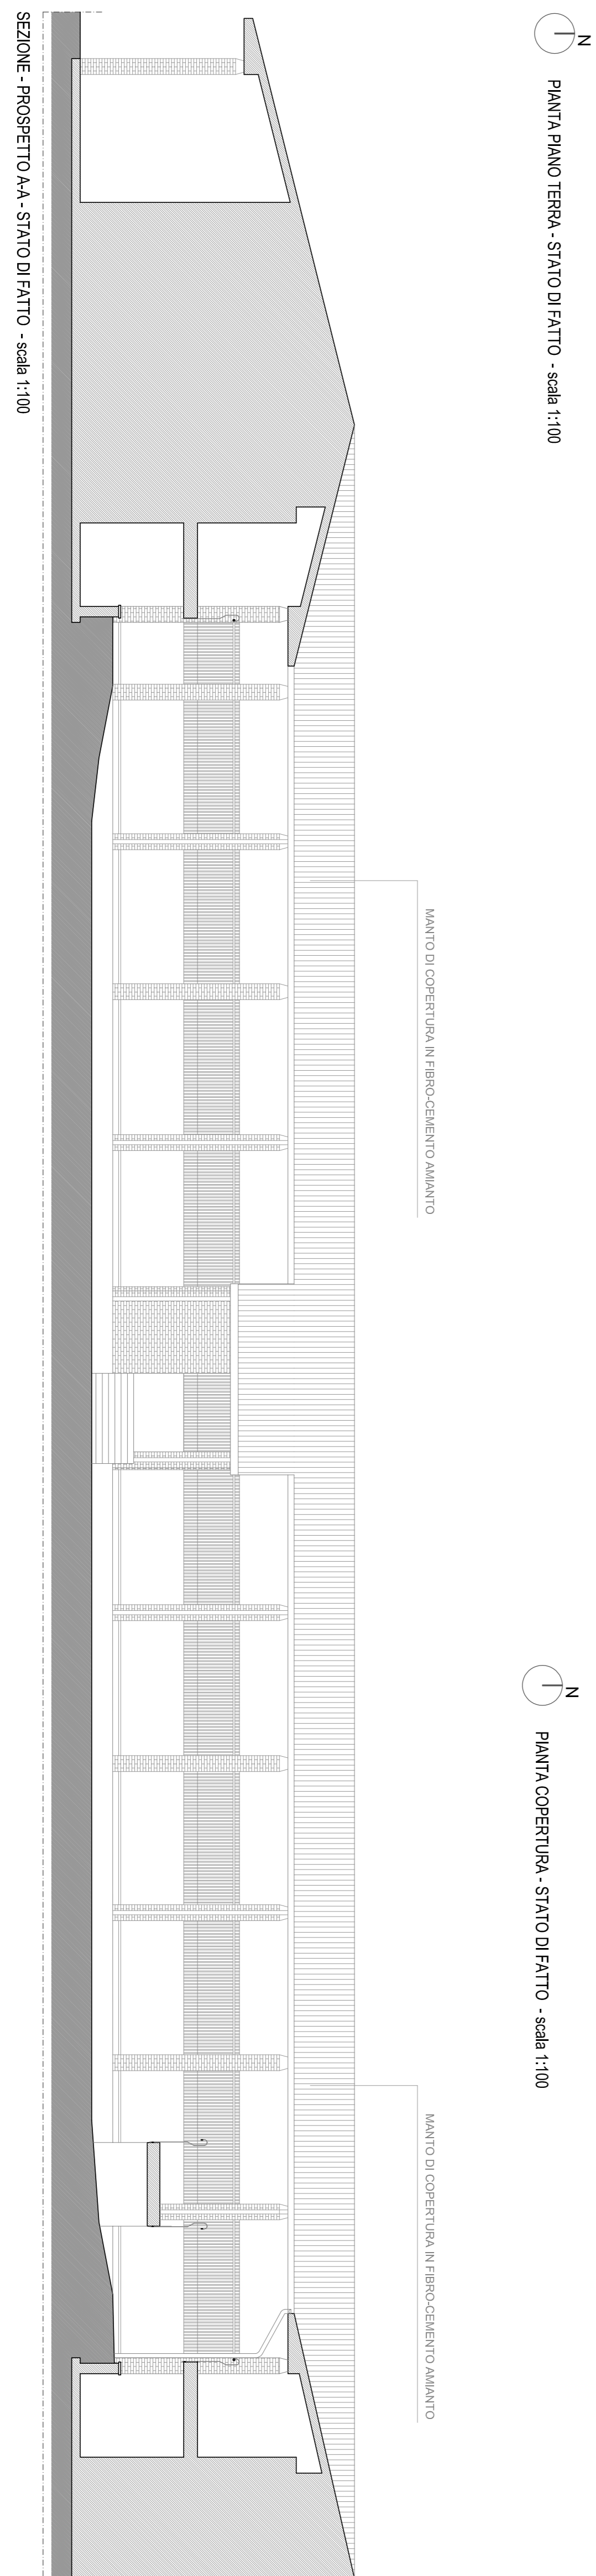 N
PIANTA PIANO TERRA - STATO DI FATTO - scala 1:100
N
PIANTA COPERTURA - STATO DI FATTO - scala 1:100
MANTO DI COPERTURA IN FIBRO-CEMENTO AMIANTO
MANTO DI COPERTURA IN FIBRO-CEMENTO AMIANTO
SEZIONE - PROSPETTO A-A - STATO DI FATTO - scala 1:100